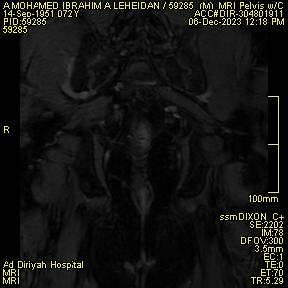 A MOHAMED IBRAHIM A LEHEIDAN / 59285 (M) MRI Pelvis w/C
14-Sep-1951 072Y ACC#DIR-304801911
PID:59285 06-Dec-2023 12:18 PM
59285
R
100mm
ssmDIXON_C+
SE:2202
IM:78
DFOV:300
3.5mm
EC:1
Ad Diriyah Hospital TE:0
MRI ET:70
MRI TR:5.29